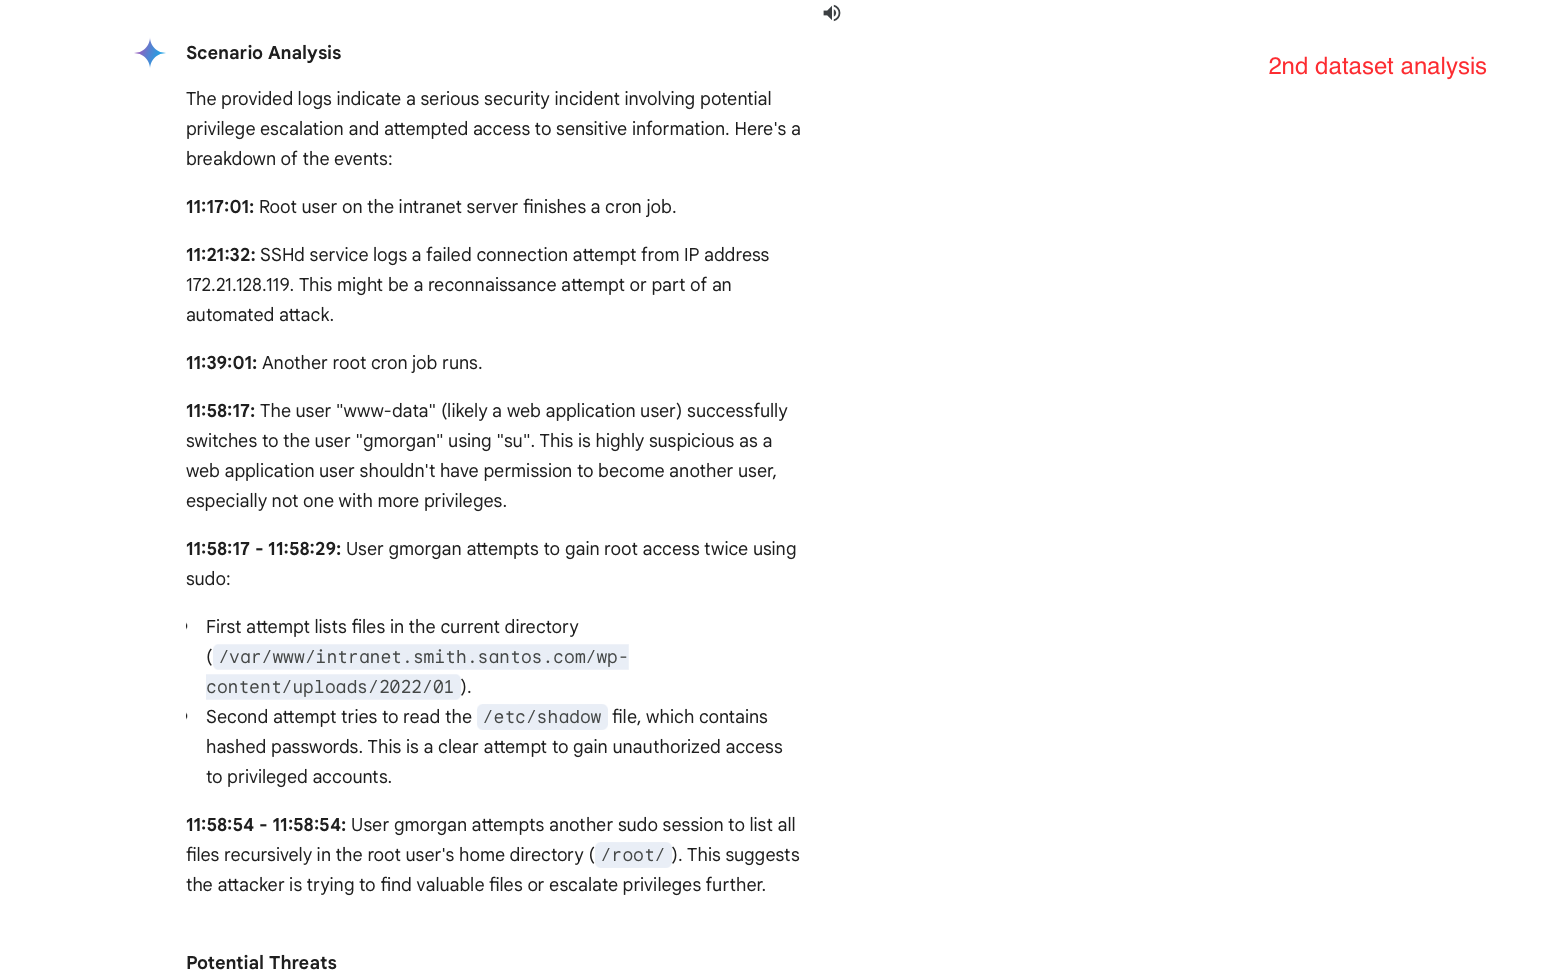 Scenario Analysis
2nd dataset analysis
The provided logs indicate a serious security incident involving potential
privilege escalation and attempted access to sensitive information. Here's a
breakdown of the events:
11:17:01: Root user on the intranet server finishes a cron job.
11:21:32: SSHd service logs a failed connection attempt from IP address
172.21.128.119. This might be a reconnaissance attempt or part of an
automated attack.
11:39:01: Another root cron job runs.
11:58:17: The user "www-data" (likely a web application user) successfully
switches to the user "gmorgan" using "su". This is highly suspicious as a
web application user shouldn't have permission to become another user,
especially not one with more privileges.
11:58:17 - 11:58:29: User gmorgan attempts to gain root access twice using
sudo:
First attempt lists files in the current directory
(/var/www/intranet.smith.santos.com/wp-
content/uploads/2022/01).
Second attempt tries to read the /etc/shadow file, which contains
hashed passwords. This is a clear attempt to gain unauthorized access
to privileged accounts.
11:58:54 - 11:58:54: User gmorgan attempts another sudo session to list all
files recursively in the root user's home directory (/root/). This suggests
the attacker is trying to find valuable files or escalate privileges further.
Potential Threats